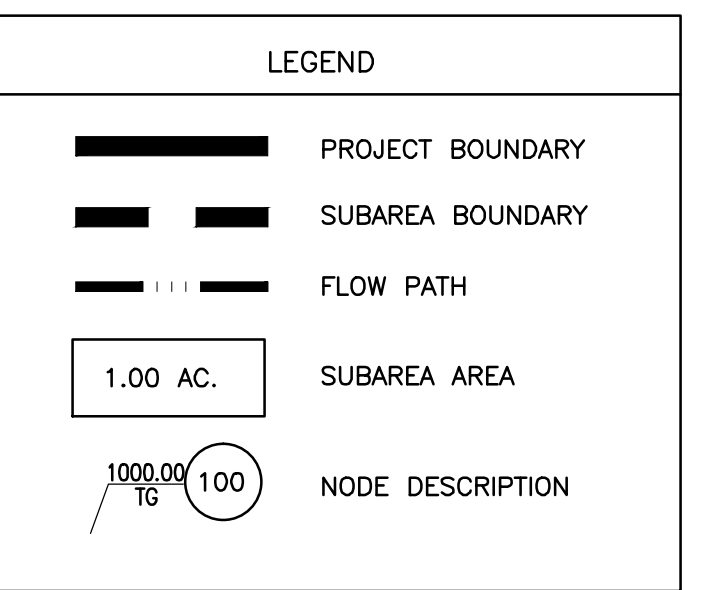 LEGEND
PROJECT BOUNDARY
SUBAREA BOUNDARY
FLOW PATH
1.00 AC. SUBAREA AREA
1000.00
TG
100
NODE DESCRIPTION